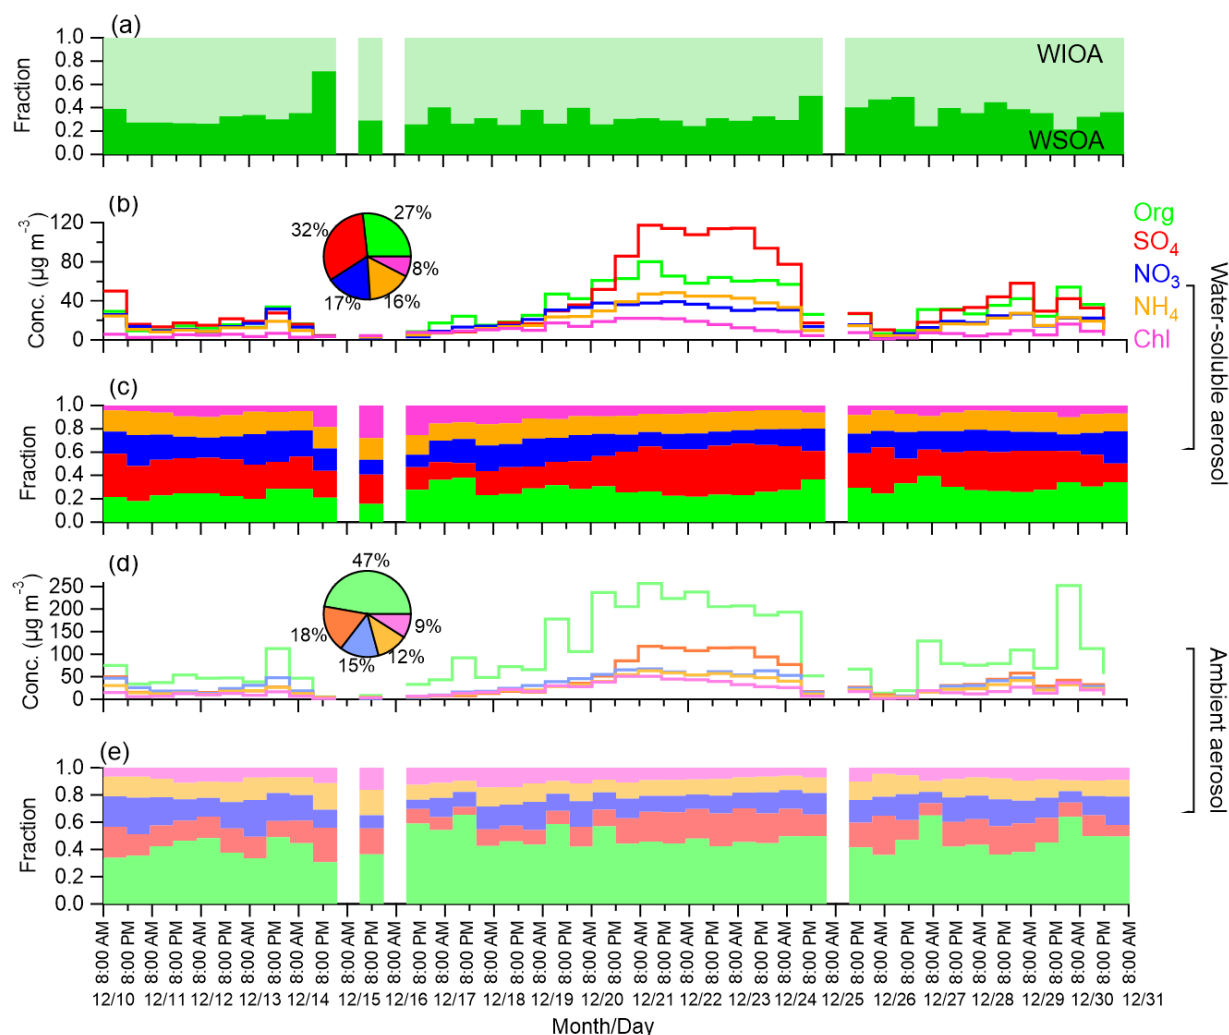 (a)
1.0
0.8
0.6
0.4
0.2
0.0
Fraction
WIOA
WSOA
(b)
120
80
40
0
Conc. (µg m⁻³)
32%
27%
8%
16%
17%
Org
SO₄
NO₃
NH₄
Chl
Water-soluble aerosol
(c)
1.0
0.8
0.6
0.4
0.2
0.0
Fraction
(d)
250
200
150
100
50
0
Conc. (µg m⁻³)
47%
18%
15%
12%
9%
Ambient aerosol
(e)
1.0
0.8
0.6
0.4
0.2
0.0
Fraction
8:00 AM 8:00 PM 8:00 AM 8:00 PM 8:00 AM 8:00 PM 8:00 AM 8:00 PM 8:00 AM 8:00 PM 8:00 AM 8:00 PM 8:00 AM 8:00 PM 8:00 AM 8:00 PM 8:00 AM 8:00 PM 8:00 AM 8:00 PM 8:00 AM 8:00 PM 8:00 AM 8:00 PM 8:00 AM 8:00 PM 8:00 AM 8:00 PM 8:00 AM 8:00 PM 8:00 AM 8:00 PM 8:00 AM 8:00 PM 8:00 AM 8:00 PM 8:00 AM 8:00 PM 8:00 AM 8:00 PM 8:00 AM 8:00 PM 8:00 AM
12/10 12/11 12/12 12/13 12/14 12/15 12/16 12/17 12/18 12/19 12/20 12/21 12/22 12/23 12/24 12/25 12/26 12/27 12/28 12/29 12/30 12/31
Month/Day